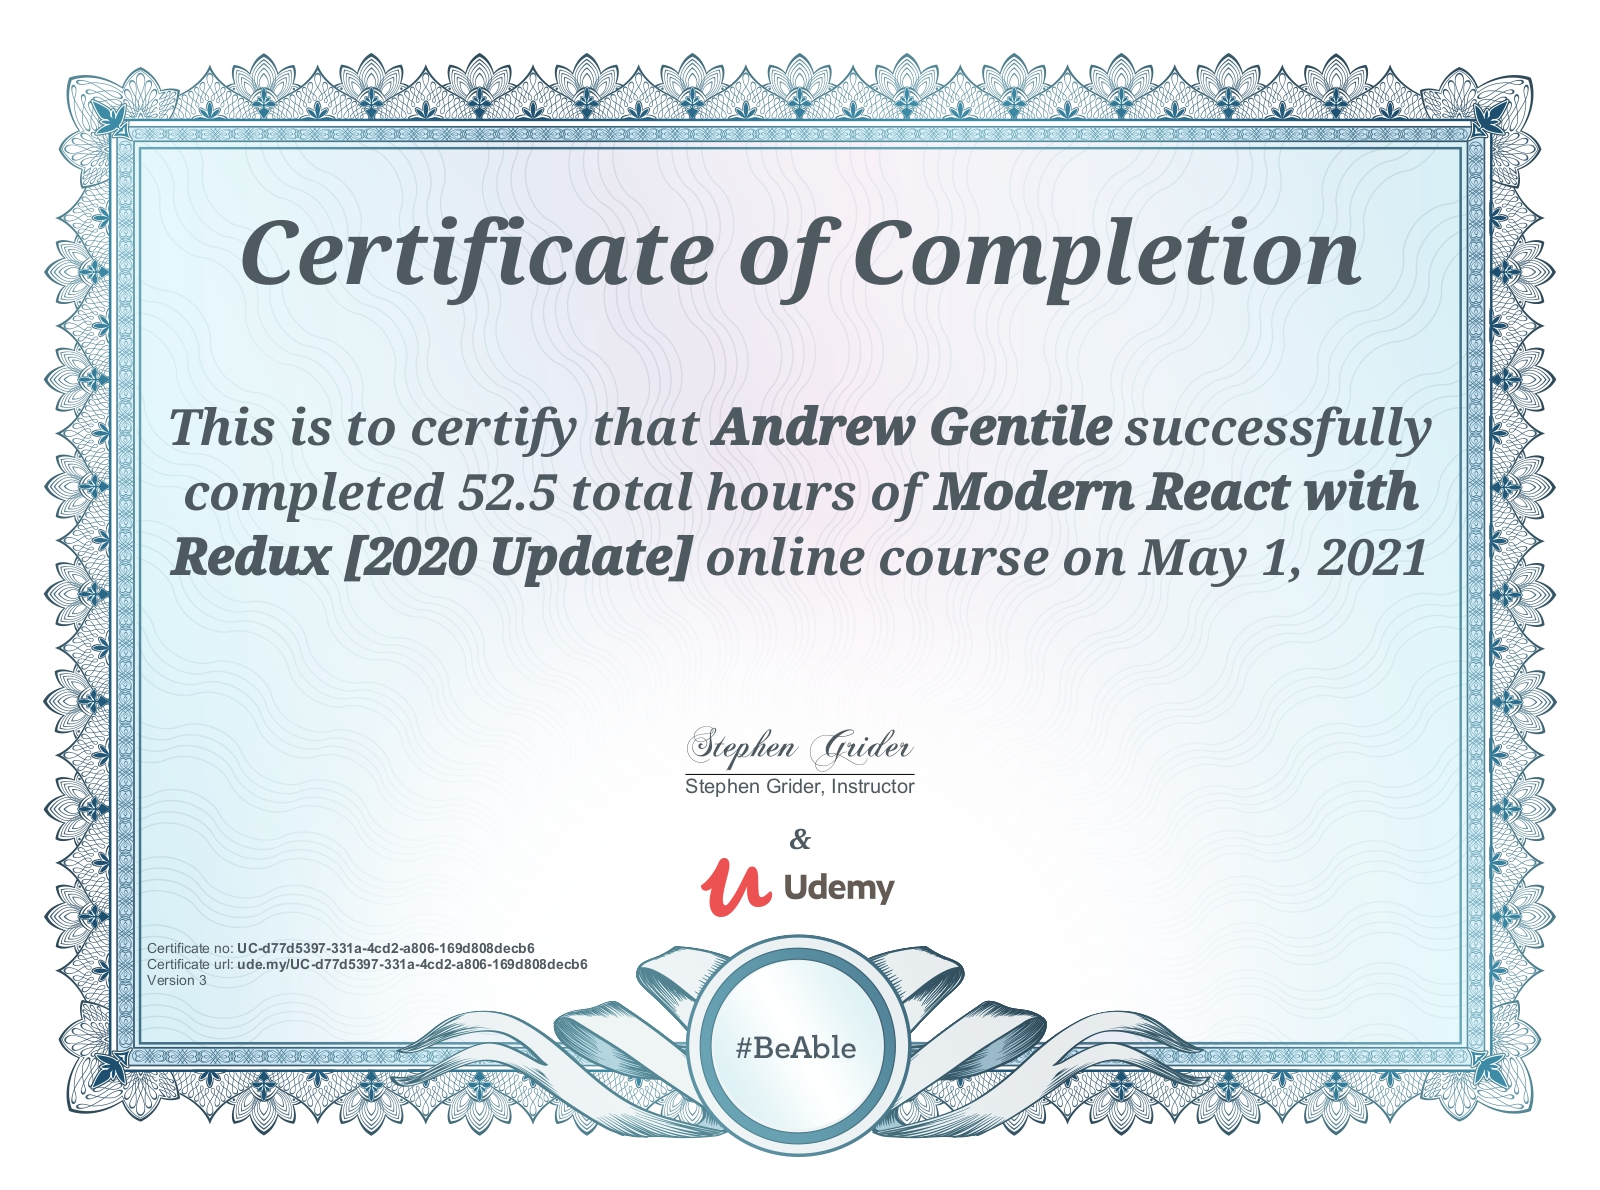 Certificate of Completion
This is to certify that Andrew Gentile successfully
completed 52.5 total hours of Modern React with
Redux [2020 Update] online course on May 1, 2021
Stephen Grider
Stephen Grider, Instructor
&
Udemy
Certificate no: UC-d77d5397-331a-4cd2-a806-169d808decb6
Certificate url: ude.my/UC-d77d5397-331a-4cd2-a806-169d808decb6
Version 3
#BeAble